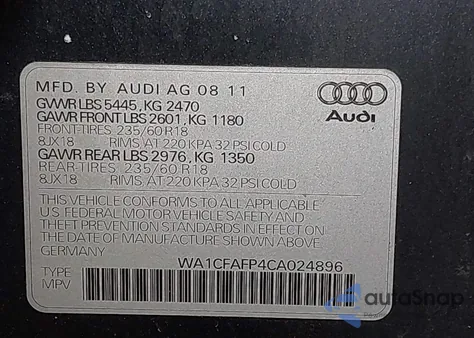 MFD. BY AUDI AG 08 11
GVWR LBS 5445, KG 2470
GAWR FRONT LBS 2601, KG 1180
FRONT-TIRES 235/60 R18
8JX18 RIMS AT 220 KPA, 32 PSI COLD
GAWR REAR LBS 2976, KG 1350
REAR-TIRES 235/60 R18
8JX18 RIMS AT 220 KPA, 32 PSI COLD
THIS VEHICLE CONFORMS TO ALL APPLICABLE
U.S. FEDERAL MOTOR VEHICLE SAFETY AND
THEFT PREVENTION STANDARDS IN EFFECT ON
THE DATE OF MANUFACTURE SHOWN ABOVE.
GERMANY
WA1CFAFP4CA024896
TYPE
MPV
Audi
autoSnap